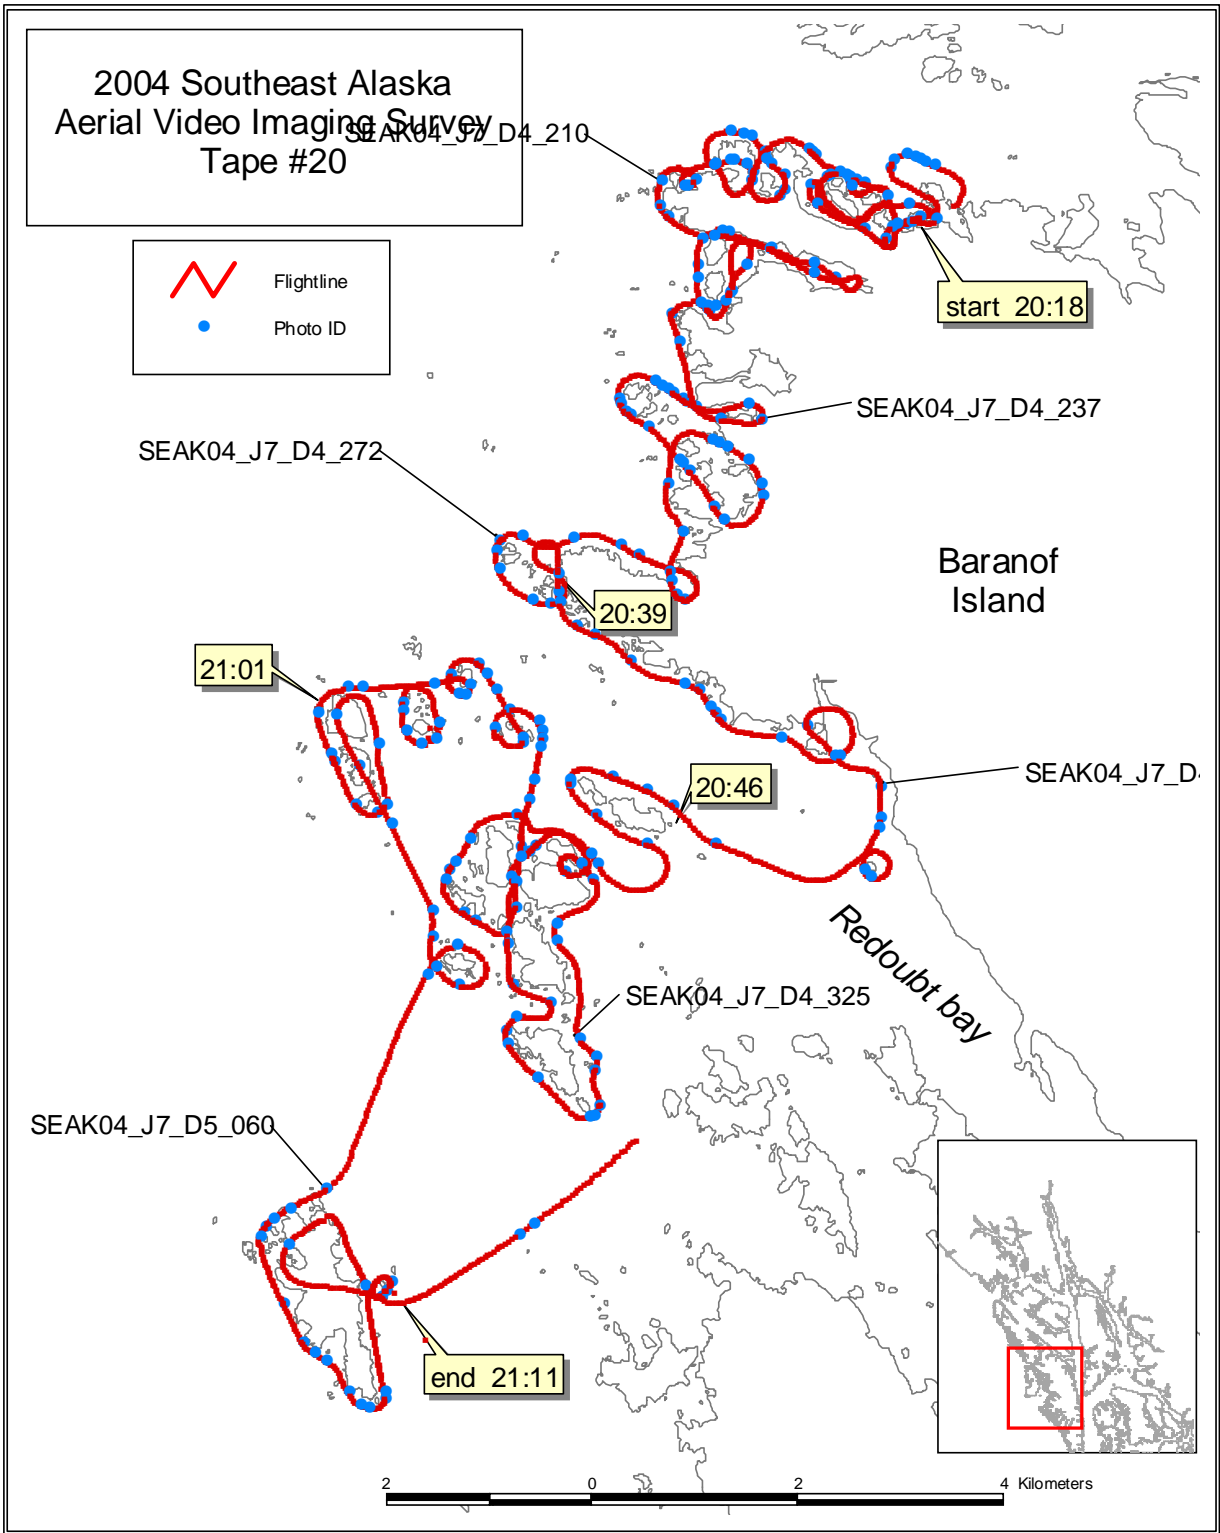 2004 Southeast Alaska
Aerial Video Imaging Survey
Tape #20
SEAK04_J7_D4_210
Flightline
Photo ID
start 20:18
SEAK04_J7_D4_237
SEAK04_J7_D4_272
Baranof
Island
20:39
21:01
20:46
SEAK04_J7_D4
Redoubt bay
SEAK04_J7_D4_325
SEAK04_J7_D5_060
end 21:11
2 0 2 4 Kilometers